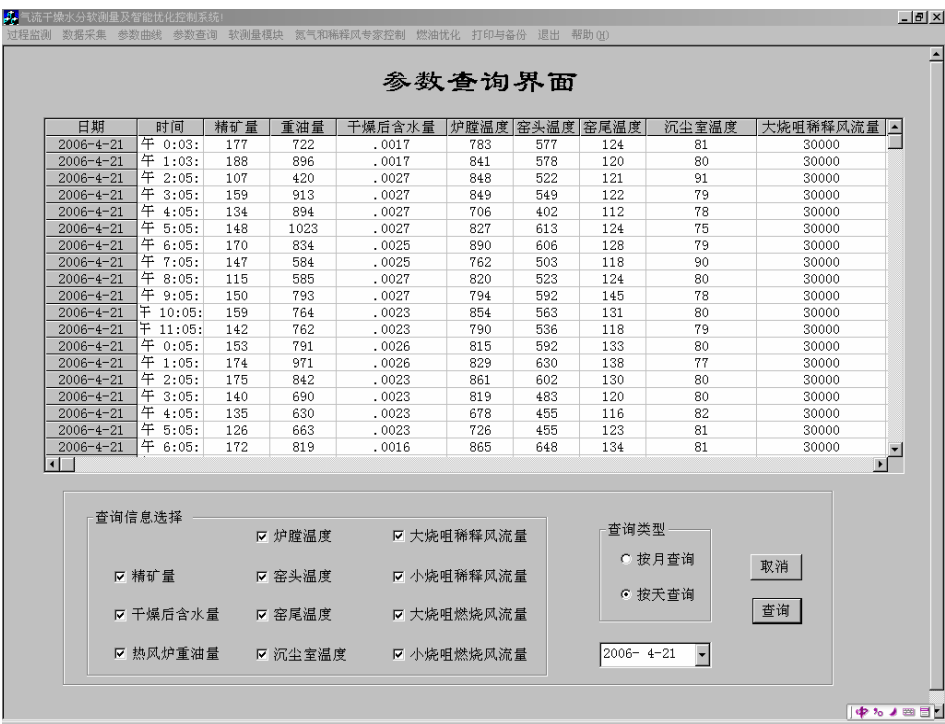 气流干燥水分软测量及智能优化控制系统!
过程监测 数据采集 参数曲线 参数查询 软测量模块 氮气和稀释风专家控制 燃油优化 打印与备份 退出 帮助(H)
参数查询界面
日期 时间 精矿量 重油量 干燥后含水量 炉膛温度 窑头温度 窑尾温度 沉尘室温度 大烧咀稀释风流量
2006-4-21 午 0:03: 177 722 .0017 783 577 124 81 30000
2006-4-21 午 1:03: 188 896 .0017 841 578 120 80 30000
2006-4-21 午 2:05: 107 420 .0027 848 522 121 91 30000
2006-4-21 午 3:05: 159 913 .0027 849 549 122 79 30000
2006-4-21 午 4:05: 134 894 .0027 706 402 112 78 30000
2006-4-21 午 5:05: 148 1023 .0027 827 613 124 75 30000
2006-4-21 午 6:05: 170 834 .0025 890 606 128 79 30000
2006-4-21 午 7:05: 147 584 .0025 762 503 118 90 30000
2006-4-21 午 8:05: 115 585 .0027 820 523 124 80 30000
2006-4-21 午 9:05: 150 793 .0027 794 592 145 78 30000
2006-4-21 午 10:05: 159 764 .0023 854 563 131 80 30000
2006-4-21 午 11:05: 142 762 .0023 790 536 118 79 30000
2006-4-21 午 0:05: 153 791 .0026 815 592 133 80 30000
2006-4-21 午 1:05: 174 971 .0026 829 630 138 77 30000
2006-4-21 午 2:05: 175 842 .0023 861 602 130 80 30000
2006-4-21 午 3:05: 140 690 .0023 819 483 120 80 30000
2006-4-21 午 4:05: 135 630 .0023 678 455 116 82 30000
2006-4-21 午 5:05: 126 663 .0023 726 455 123 81 30000
2006-4-21 午 6:05: 172 819 .0016 865 648 134 81 30000
查询信息选择
炉膛温度 大烧咀稀释风流量
精矿量 窑头温度 小烧咀稀释风流量
干燥后含水量 窑尾温度 大烧咀燃烧风流量
热风炉重油量 沉尘室温度 小烧咀燃烧风流量
查询类型
按月查询
按天查询
2006- 4-21
取消
查询
中